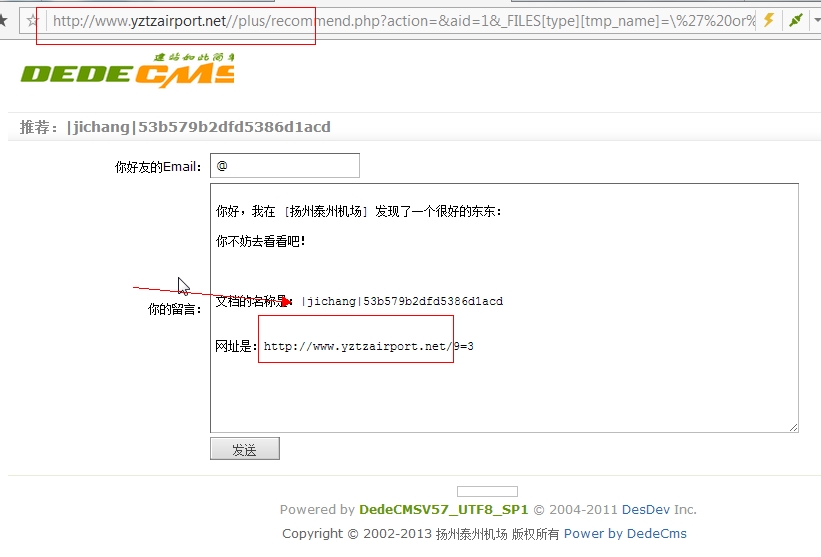 http://www.yztzairport.net//plus/recommend.php?action=&aid=1&_FILES[type][tmp_name]=\%27%20or%
建站如此简单
DEDECMS
推荐：|jichang|53b579b2dfd5386d1acd
你好友的Email： @
你好，我在 [扬州泰州机场] 发现了一个很好的东东：
你不妨去看看吧！
文档的名称是：|jichang|53b579b2dfd5386d1acd
你的留言：
网址是：http://www.yztzairport.net/9=3
发送
Powered by DedeCMSV57_UTF8_SP1 © 2004-2011 DesDev Inc.
Copyright © 2002-2013 扬州泰州机场 版权所有 Power by DedeCms